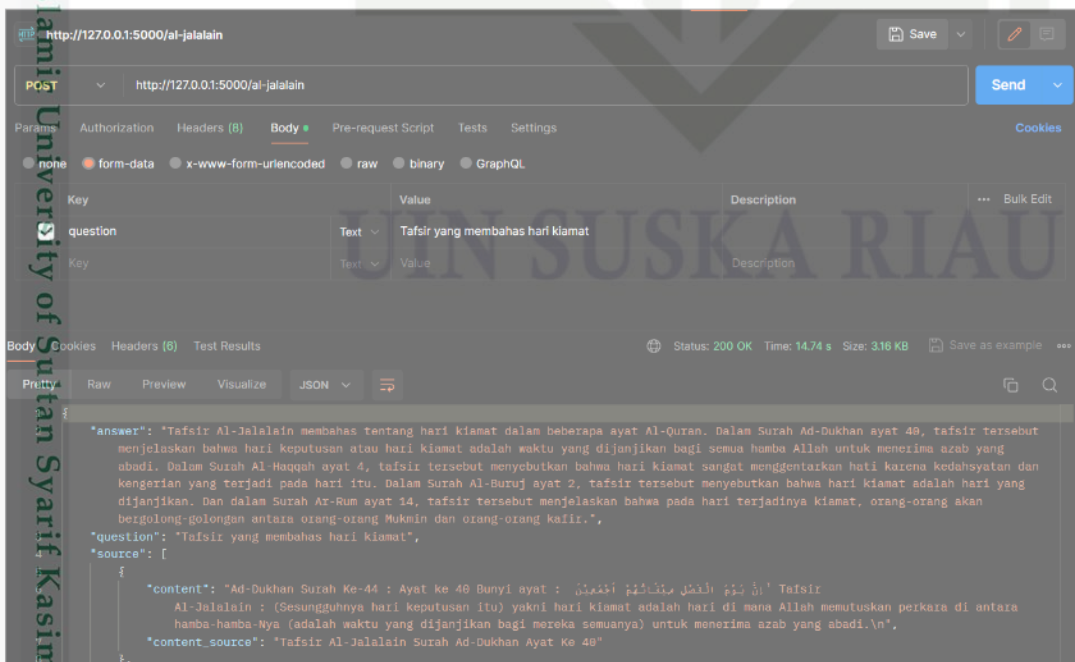 http://127.0.0.1:5000/al-jalalain
Save
POST http://127.0.0.1:5000/al-jalalain Send
Params Authorization Headers (8) Body Pre-request Script Tests Settings Cookies
none form-data x-www-form-urlencoded raw binary GraphQL
Key Value Description Bulk Edit
question Text Tafsir yang membahas hari kiamat
Key Text Value Description
UIN SUSKA RIAU
Body Cookies Headers (6) Test Results Status: 200 OK Time: 14.74 s Size: 3.16 KB Save as example
Pretty Raw Preview Visualize JSON
{
"answer": "Tafsir Al-Jalalain membahas tentang hari kiamat dalam beberapa ayat Al-Quran. Dalam Surah Ad-Dukhan ayat 40, tafsir tersebut
menjelaskan bahwa hari keputusan atau hari kiamat adalah waktu yang dijanjikan bagi semua hamba Allah untuk menerima azab yang
abadi. Dalam Surah Al-Haqqah ayat 4, tafsir tersebut menyebutkan bahwa hari kiamat sangat menggentarkan hati karena kedahsyatan dan
kengerian yang terjadi pada hari itu. Dalam Surah Al-Buruj ayat 2, tafsir tersebut menyebutkan bahwa hari kiamat adalah hari yang
dijanjikan. Dan dalam Surah Ar-Rum ayat 14, tafsir tersebut menjelaskan bahwa pada hari terjadinya kiamat, orang-orang akan
bergolong-golongan antara orang-orang Mukmin dan orang-orang kafir.",
"question": "Tafsir yang membahas hari kiamat",
"source": [
{
"content": "Ad-Dukhan Surah Ke-44 : Ayat ke 40 Bunyi ayat : اِنَّ يَوْمَ الْفَصْلِ مِيْقَاتُهُمْ اَجْمَعِيْنَ Tafsir
Al-Jalalain : (Sesungguhnya hari keputusan itu) yakni hari kiamat adalah hari di mana Allah memutuskan perkara di antara
hamba-hamba-Nya (adalah waktu yang dijanjikan bagi mereka semuanya) untuk menerima azab yang abadi.\n",
"content_source": "Tafsir Al-Jalalain Surah Ad-Dukhan Ayat Ke 40"
},
lamic University of Sultan Syarif Kasim